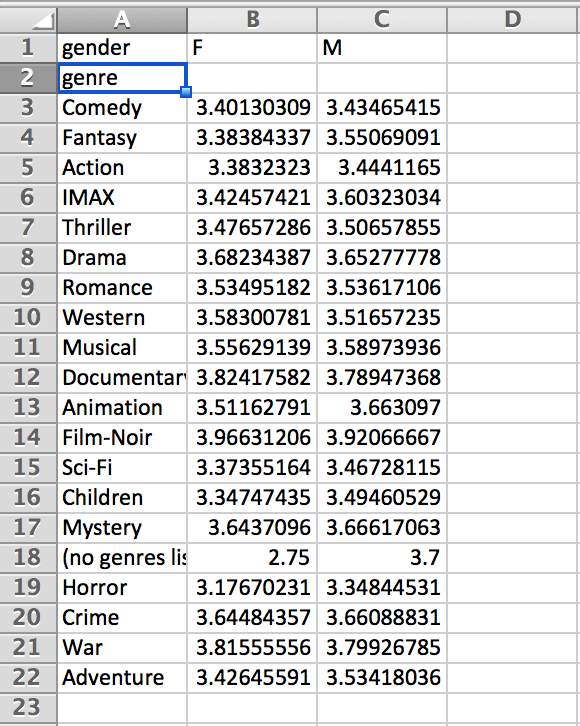 A B C D
1 gender F M
2 genre
3 Comedy 3.40130309 3.43465415
4 Fantasy 3.38384337 3.55069091
5 Action 3.3832323 3.4441165
6 IMAX 3.42457421 3.60323034
7 Thriller 3.47657286 3.50657855
8 Drama 3.68234387 3.65277778
9 Romance 3.53495182 3.53617106
10 Western 3.58300781 3.51657235
11 Musical 3.55629139 3.58973936
12 Documentary 3.82417582 3.78947368
13 Animation 3.51162791 3.663097
14 Film-Noir 3.96631206 3.92066667
15 Sci-Fi 3.37355164 3.46728115
16 Children 3.34747435 3.49460529
17 Mystery 3.6437096 3.66617063
18 (no genres lis 2.75 3.7
19 Horror 3.17670231 3.34844531
20 Crime 3.64484357 3.66088831
21 War 3.81555556 3.79926785
22 Adventure 3.42645591 3.53418036
23